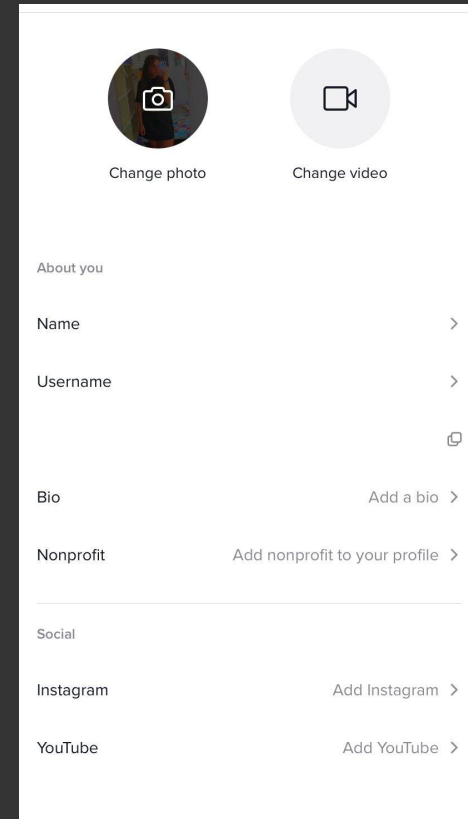 Change photo
Change video
About you
Name
Username
Bio
Add a bio
Nonprofit
Add nonprofit to your profile
Social
Instagram
Add Instagram
YouTube
Add YouTube